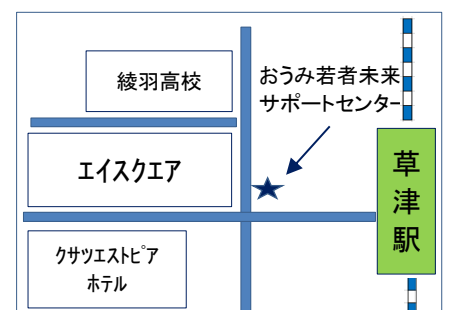 綾羽高校
おうみ若者未来
サポートセンター
エイスクエア
草津駅
クサツエストピア
ホテル